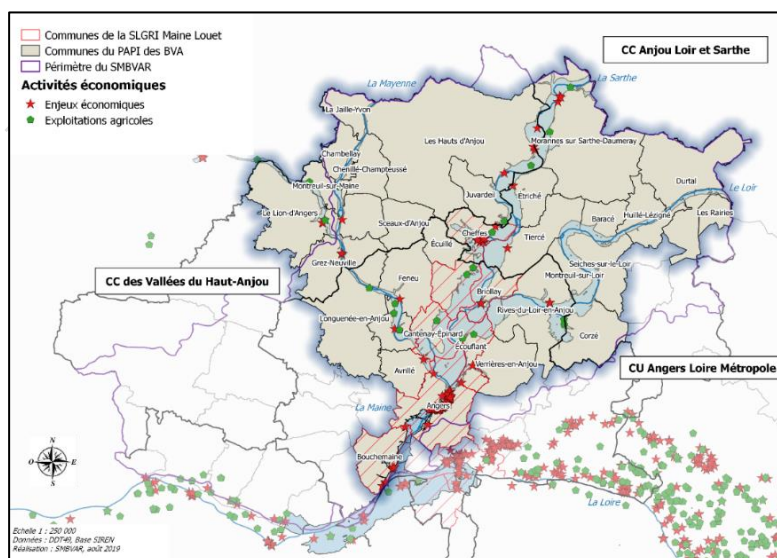 Communes de la SLGRI Maine Louet
Communes du PAPI des BVA
Périmètre du SMBVAR
Activités économiques
Enjeux économiques
Exploitations agricoles
CC Anjou Loir et Sarthe
La Mayenne
La Sarthe
La Jaille-Yvon
Les Hauts d'Anjou
Morannes sur Sarthe-Daumeray
Chambellay
Chenillé-Champteussé
Montreuil-sur-Maine
Juvardeil
Étriché
Durtal
Le Loir
Le Lion-d'Angers
Sceaux-d'Anjou
Cheffes
Baracé
Huillé-Lézigné
Les Rairies
Écuillé
Tiercé
Grez-Neuville
Seiches-sur-le-Loir
CC des Vallées du Haut-Anjou
Feneu
Montreuil-sur-Loir
Briollay
Rives-du-Loir-en-Anjou
Longuenée-en-Anjou
Cantenay-Épinard
Corzé
Écouflant
Avrillé
Verrières-en-Anjou
CU Angers Loire Métropole
La Maine
Angers
Bouchemaine
N
O
E
S
La Loire
Echelle 1 : 250 000
Données : DDT49, Base SIREN
Réalisation : SMBVAR, août 2019